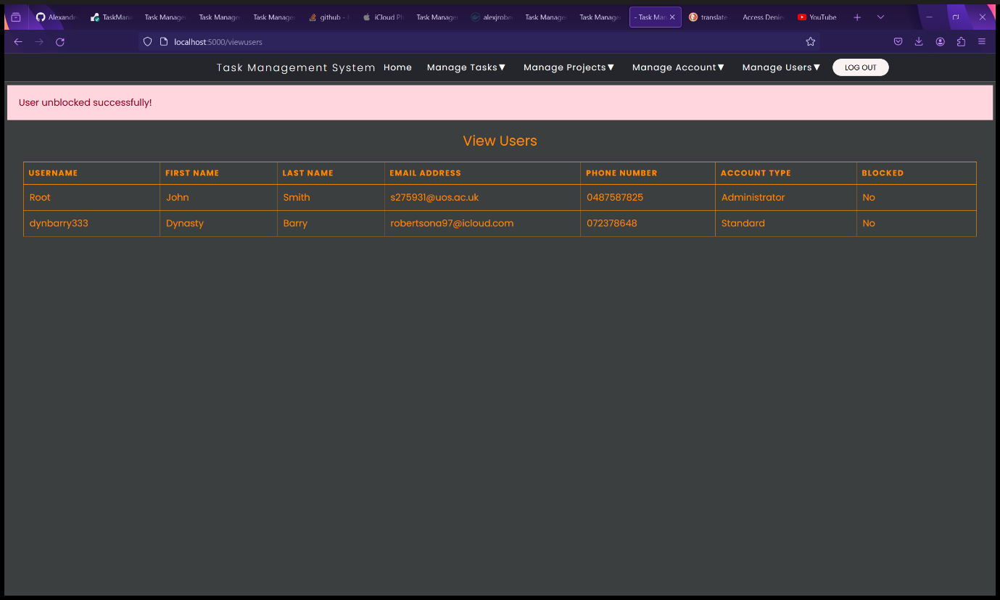 Alexande TaskMana Task Manage Task Manage Task Manage github - iCloud Ph Task Manage alexjrobe Task Manage Task Manage - Task Man translate Access Denie YouTube
localhost:5000/viewusers
Task Management System Home Manage Tasks▼ Manage Projects▼ Manage Account▼ Manage Users▼ LOG OUT
User unblocked successfully!
View Users
USERNAME FIRST NAME LAST NAME EMAIL ADDRESS PHONE NUMBER ACCOUNT TYPE BLOCKED
Root John Smith s275931@uos.ac.uk 0487587825 Administrator No
dynbarry333 Dynasty Barry robertsona97@icloud.com 072378648 Standard No